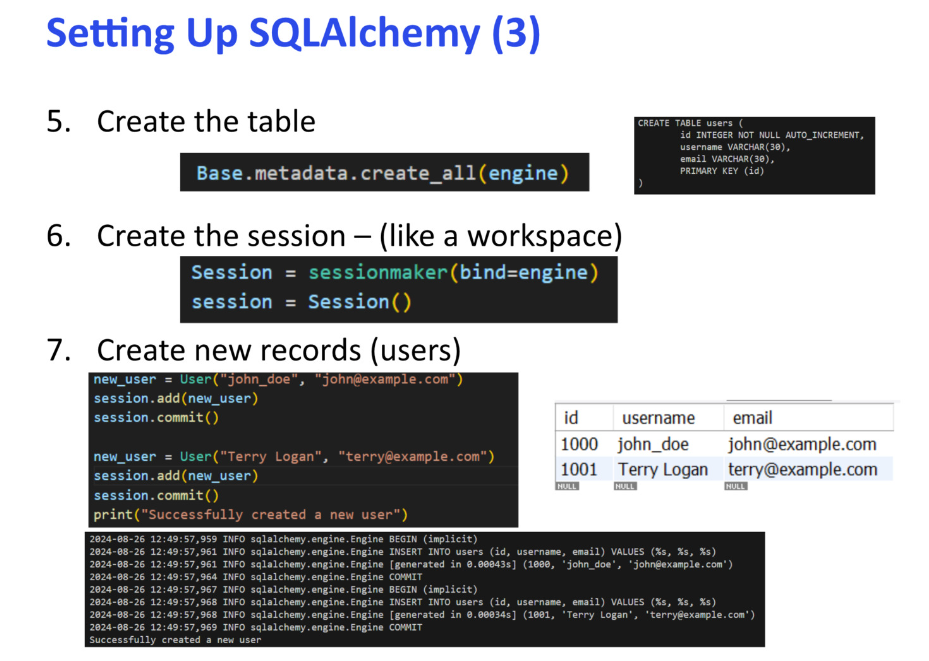 Setting Up SQLAlchemy (3)
5. Create the table
Base.metadata.create_all(engine)
CREATE TABLE users (
id INTEGER NOT NULL AUTO_INCREMENT,
username VARCHAR(30),
email VARCHAR(30),
PRIMARY KEY (id)
)
6. Create the session – (like a workspace)
Session = sessionmaker(bind=engine)
session = Session()
7. Create new records (users)
new_user = User("john_doe", "john@example.com")
session.add(new_user)
session.commit()
new_user = User("Terry Logan", "terry@example.com")
session.add(new_user)
session.commit()
print("Successfully created a new user")
id username email
1000 john_doe john@example.com
1001 Terry Logan terry@example.com
NULL NULL NULL
2024-08-26 12:49:57,959 INFO sqlalchemy.engine.Engine BEGIN (implicit)
2024-08-26 12:49:57,961 INFO sqlalchemy.engine.Engine INSERT INTO users (id, username, email) VALUES (%s, %s, %s)
2024-08-26 12:49:57,961 INFO sqlalchemy.engine.Engine [generated in 0.00043s] (1000, 'john_doe', 'john@example.com')
2024-08-26 12:49:57,964 INFO sqlalchemy.engine.Engine COMMIT
2024-08-26 12:49:57,967 INFO sqlalchemy.engine.Engine BEGIN (implicit)
2024-08-26 12:49:57,968 INFO sqlalchemy.engine.Engine INSERT INTO users (id, username, email) VALUES (%s, %s, %s)
2024-08-26 12:49:57,968 INFO sqlalchemy.engine.Engine [generated in 0.00034s] (1001, 'Terry Logan', 'terry@example.com')
2024-08-26 12:49:57,969 INFO sqlalchemy.engine.Engine COMMIT
Successfully created a new user